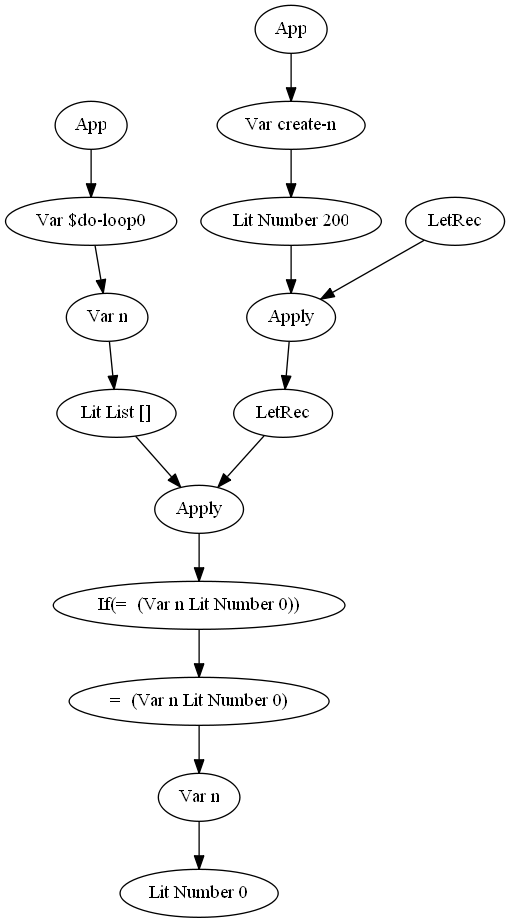 App
App
Var create-n
Var $do-loop0
Lit Number 200
LetRec
Var n
Apply
Lit List []
LetRec
Apply
If(=  (Var n Lit Number 0))
=  (Var n Lit Number 0)
Var n
Lit Number 0